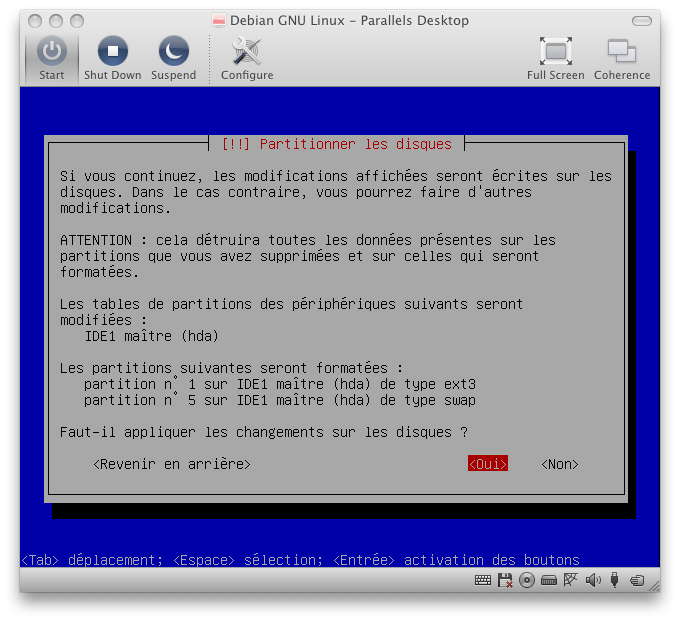 Debian GNU Linux – Parallels Desktop
Start Shut Down Suspend Configure Full Screen Coherence
[!!] Partitionner les disques
Si vous continuez, les modifications affichées seront écrites sur les
disques. Dans le cas contraire, vous pourrez faire d'autres
modifications.
ATTENTION : cela détruira toutes les données présentes sur les
partitions que vous avez supprimées et sur celles qui seront
formatées.
Les tables de partitions des périphériques suivants seront
modifiées :
IDE1 maître (hda)
Les partitions suivantes seront formatées :
partition n° 1 sur IDE1 maître (hda) de type ext3
partition n° 5 sur IDE1 maître (hda) de type swap
Faut-il appliquer les changements sur les disques ?
<Revenir en arrière> <Oui> <Non>
<Tab> déplacement; <Espace> sélection; <Entrée> activation des boutons